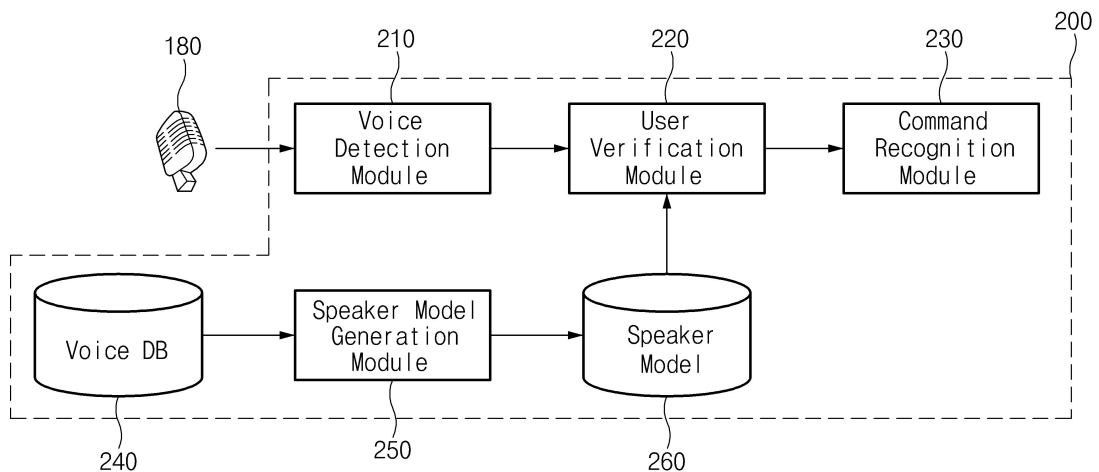 180
210
220
230
200
Voice
Detection
Module
User
Verification
Module
Command
Recognition
Module
Voice DB
Speaker Model
Generation
Module
Speaker
Model
240
250
260